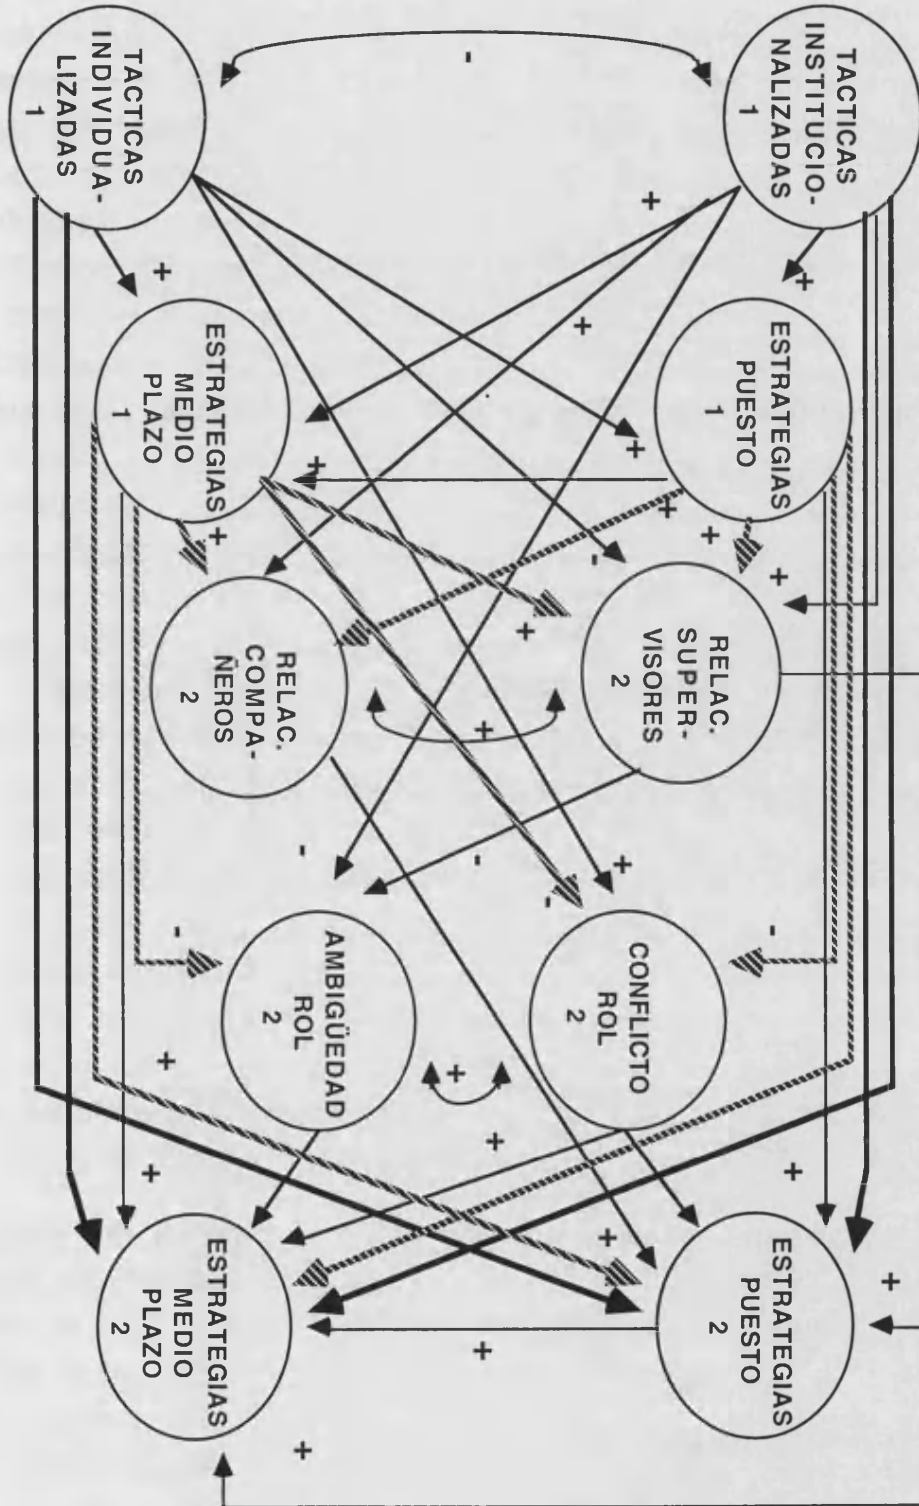 TACTICAS
INSTITUCIO-
NALIZADAS
1
TACTICAS
INDIVIDUA-
LIZADAS
1
-
+
+
+
+
+
ESTRATEGIAS
PUESTO
1
ESTRATEGIAS
MEDIO
PLAZO
1
+
+
+
+
+
+
-
+
RELAC.
SUPER-
VISORES
2
RELAC.
COMPA-
ÑEROS
2
+
-
-
+
-
-
-
CONFLICTO
ROL
2
AMBIGÜEDAD
ROL
2
+
+
+
+
+
+
+
ESTRATEGIAS
PUESTO
2
ESTRATEGIAS
MEDIO
PLAZO
2
+
+